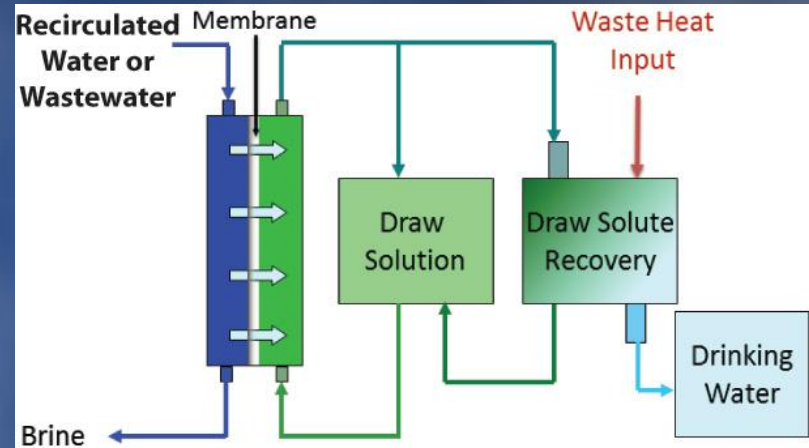 Recirculated
Water or
Wastewater
Membrane
Waste Heat
Input
Draw
Solution
Draw Solute
Recovery
Drinking
Water
Brine